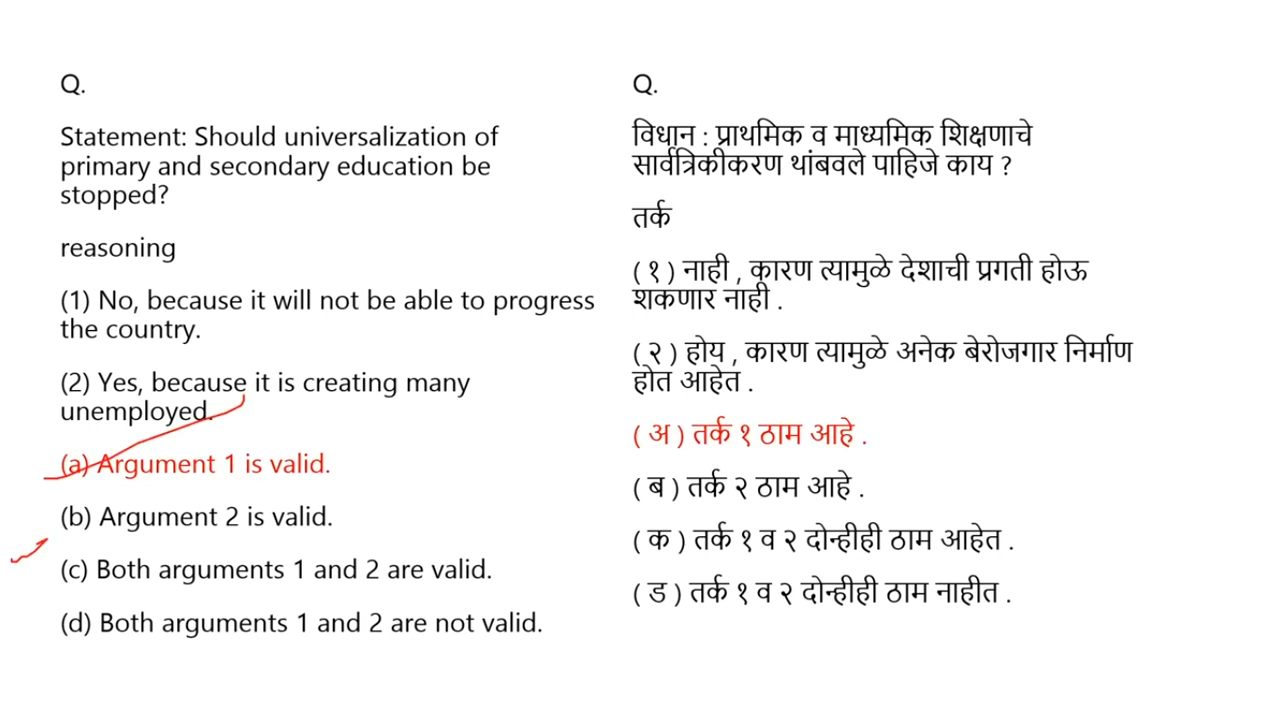 Q.
Statement: Should universalization of
primary and secondary education be
stopped?
reasoning
(1) No, because it will not be able to progress
the country.
(2) Yes, because it is creating many
unemployed.
(a) Argument 1 is valid.
(b) Argument 2 is valid.
(c) Both arguments 1 and 2 are valid.
(d) Both arguments 1 and 2 are not valid.
Q.
विधान : प्राथमिक व माध्यमिक शिक्षणाचे
सार्वत्रिकीकरण थांबवले पाहिजे काय ?
तर्क
( १ ) नाही , कारण त्यामुळे देशाची प्रगती होऊ
शकणार नाही .
( २ ) होय , कारण त्यामुळे अनेक बेरोजगार निर्माण
होत आहेत .
( अ ) तर्क १ ठाम आहे .
( ब ) तर्क २ ठाम आहे .
( क ) तर्क १ व २ दोन्हीही ठाम आहेत .
( ड ) तर्क १ व २ दोन्हीही ठाम नाहीत .